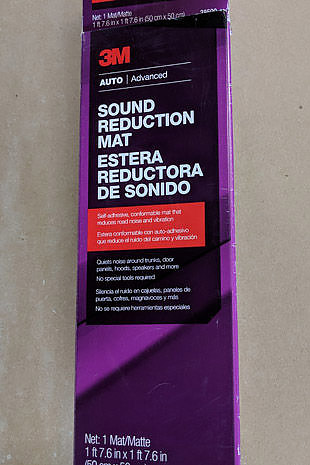 Net: 1 Mat/Matte
1 ft 7.6 in x 1 ft 7.6 in (50 cm x 50 cm)
3M
AUTO | Advanced
SOUND
REDUCTION
MAT
ESTERA
REDUCTORA
DE SONIDO
Self-adhesive, conformable mat that
reduces road noise and vibration
Estera conformable con auto-adhesivo
que reduce el ruido del camino y vibración
Quiets noise around trunks, door
panels, hoods, speakers and more
No special tools required
Silencia el ruido en cajuelas, paneles de
puerta, cofres, magnavoces y más
No se requiere herramientas especiales
Net: 1 Mat/Matte
1 ft 7.6 in x 1 ft 7.6 in